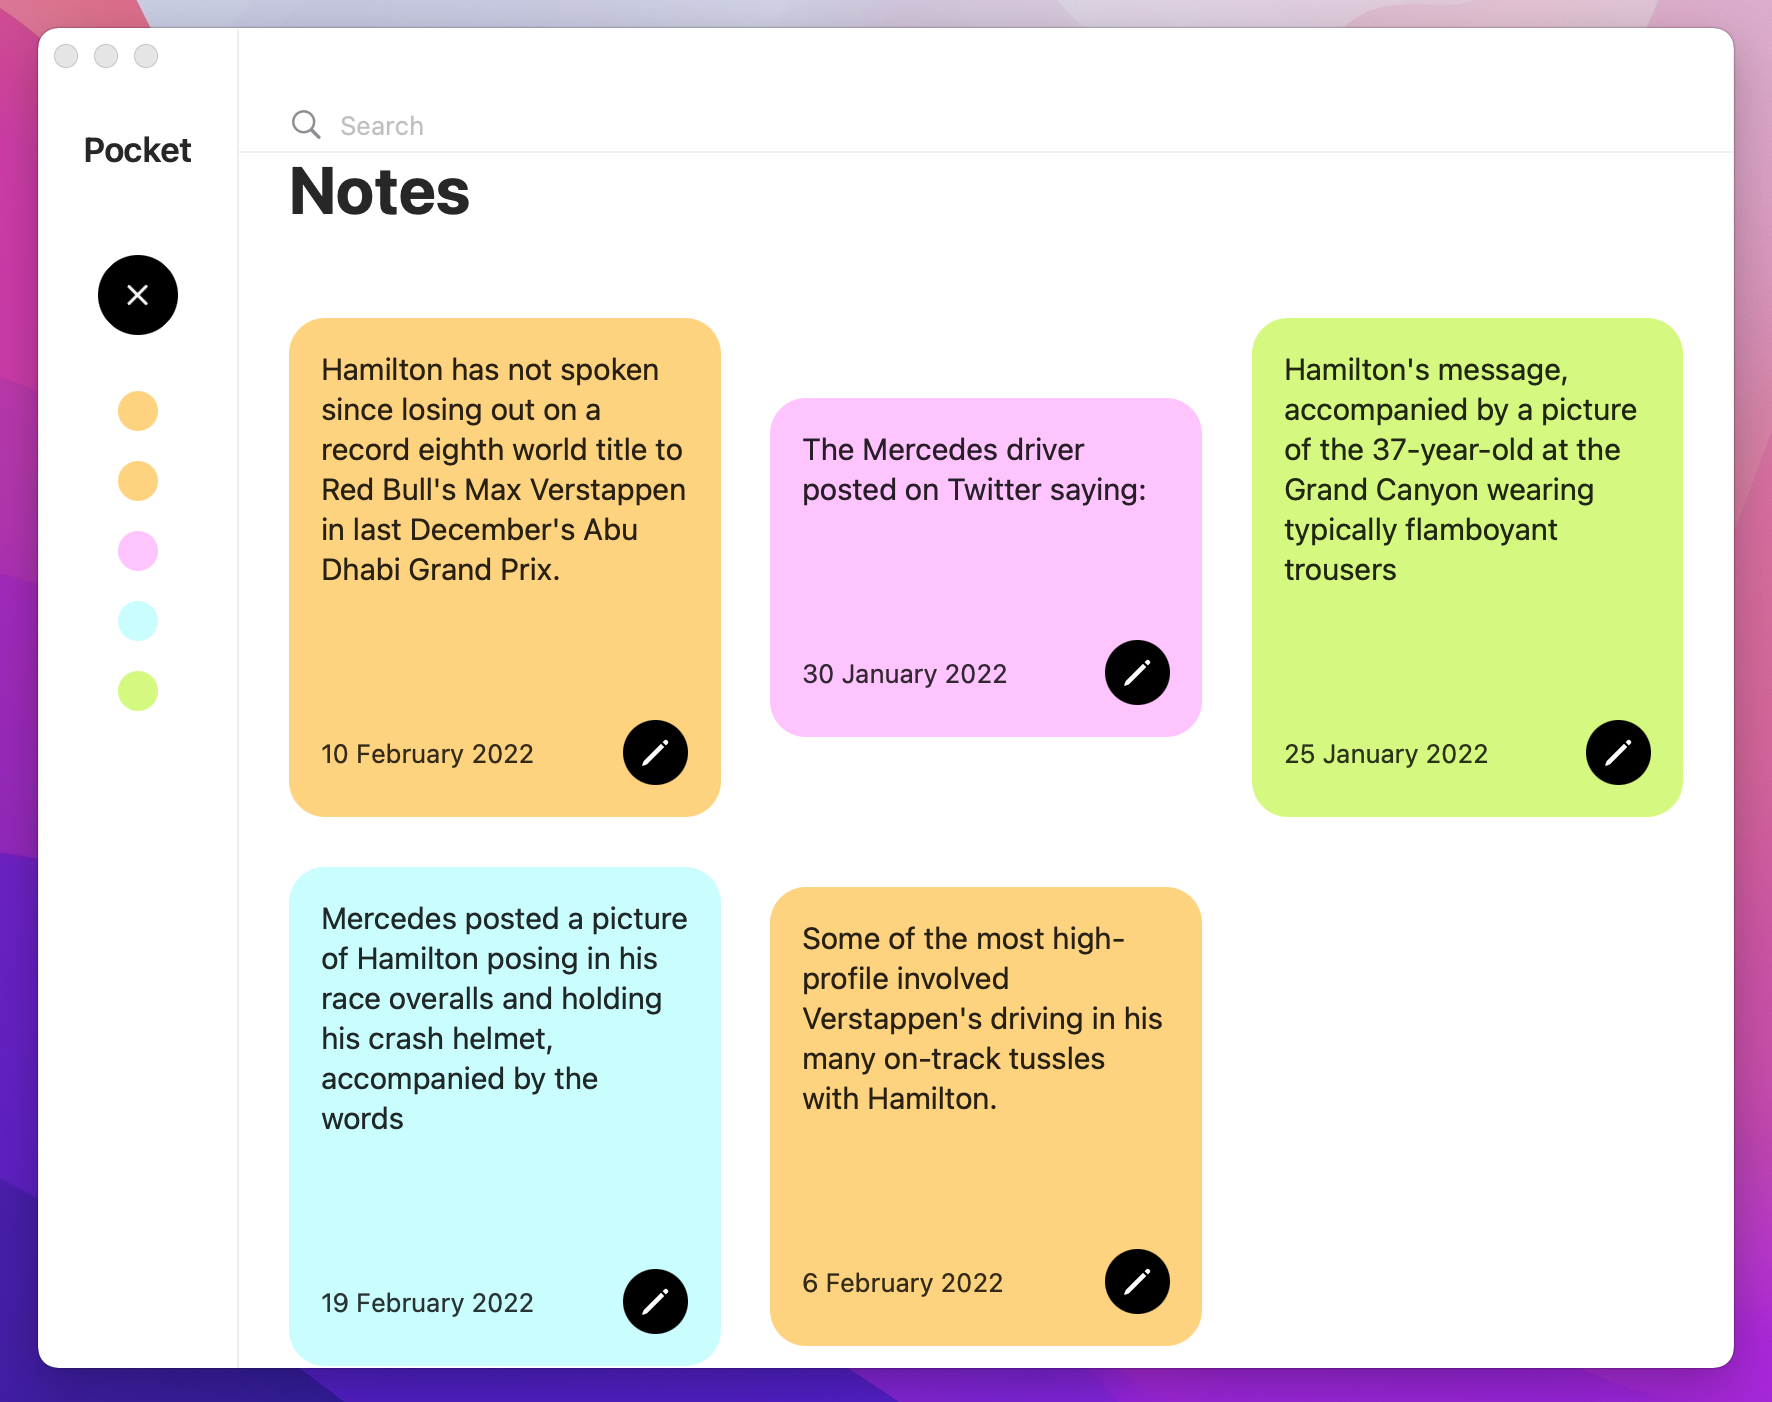 Pocket
Search
Notes
Hamilton has not spoken
since losing out on a
record eighth world title to
Red Bull's Max Verstappen
in last December's Abu
Dhabi Grand Prix.
10 February 2022
The Mercedes driver
posted on Twitter saying:
30 January 2022
Hamilton's message,
accompanied by a picture
of the 37-year-old at the
Grand Canyon wearing
typically flamboyant
trousers
25 January 2022
Mercedes posted a picture
of Hamilton posing in his
race overalls and holding
his crash helmet,
accompanied by the
words
19 February 2022
Some of the most high-
profile involved
Verstappen's driving in his
many on-track tussles
with Hamilton.
6 February 2022